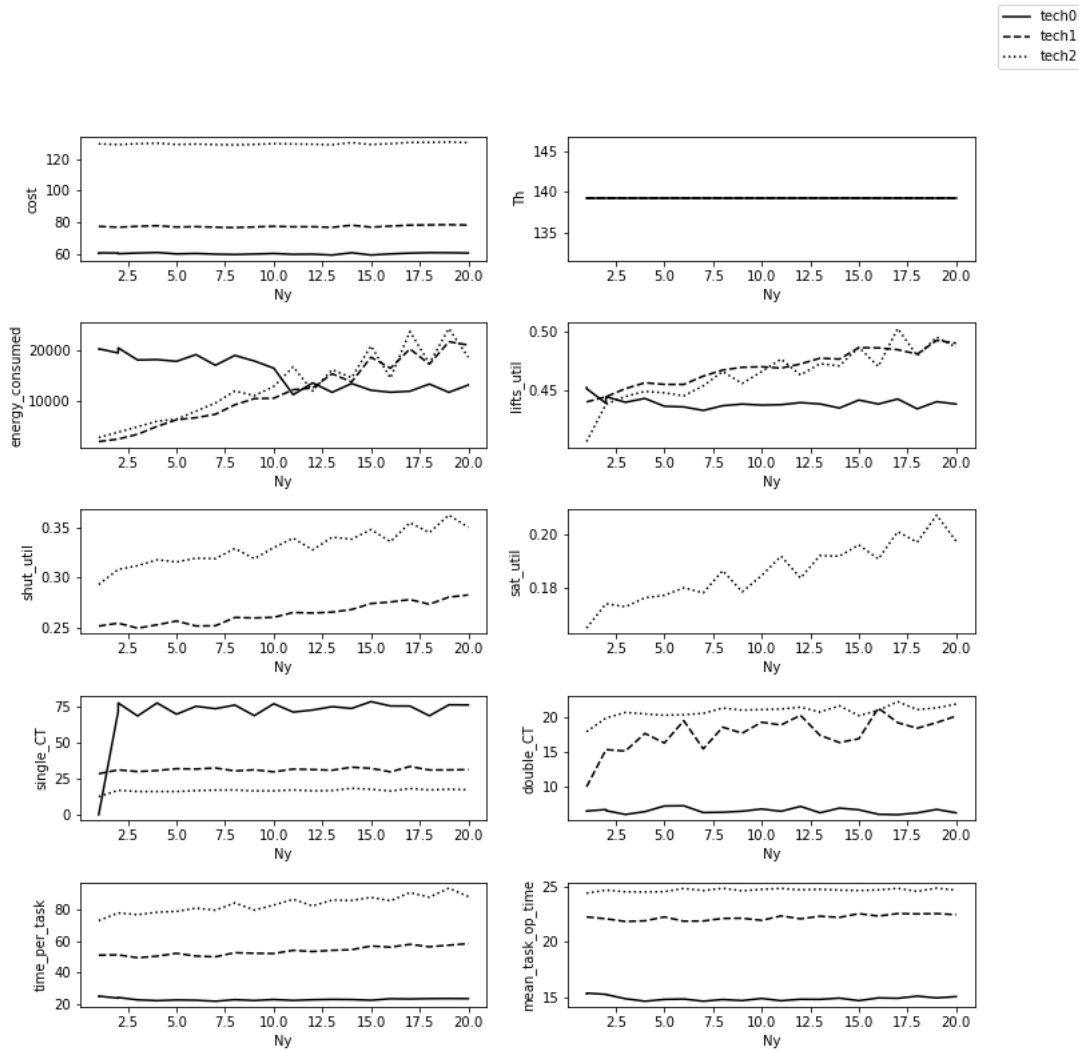 tech0
tech1
tech2
120
100
80
60
cost
2.5 5.0 7.5 10.0 12.5 15.0 17.5 20.0
Ny
145
140
135
Th
2.5 5.0 7.5 10.0 12.5 15.0 17.5 20.0
Ny
20000
10000
energy_consumed
2.5 5.0 7.5 10.0 12.5 15.0 17.5 20.0
Ny
0.50
0.45
lifts_util
2.5 5.0 7.5 10.0 12.5 15.0 17.5 20.0
Ny
0.35
0.30
0.25
shut_util
2.5 5.0 7.5 10.0 12.5 15.0 17.5 20.0
Ny
0.20
0.18
sat_util
2.5 5.0 7.5 10.0 12.5 15.0 17.5 20.0
Ny
75
50
25
0
single_CT
2.5 5.0 7.5 10.0 12.5 15.0 17.5 20.0
Ny
20
15
10
double_CT
2.5 5.0 7.5 10.0 12.5 15.0 17.5 20.0
Ny
80
60
40
20
time_per_task
2.5 5.0 7.5 10.0 12.5 15.0 17.5 20.0
Ny
25
20
15
mean_task_op_time
2.5 5.0 7.5 10.0 12.5 15.0 17.5 20.0
Ny